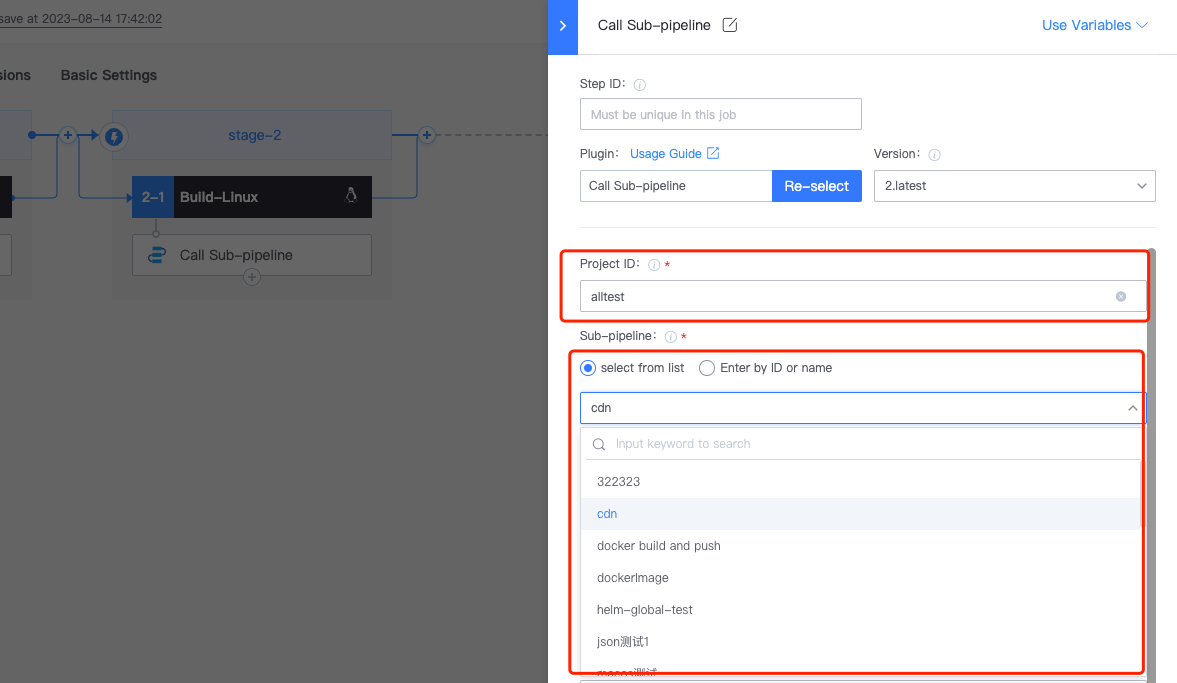 save at 2023-08-14 17:42:02
Call Sub-pipeline
Use Variables
Basic Settings
Step ID:
Must be unique in this job
stage-2
Plugin: Usage Guide
Version:
Call Sub-pipeline
Re-select
2.latest
2-1 Build-Linux
Call Sub-pipeline
Project ID: *
alltest
Sub-pipeline: *
select from list
Enter by ID or name
cdn
Input keyword to search
322323
cdn
docker build and push
dockerImage
helm-global-test
json测试1